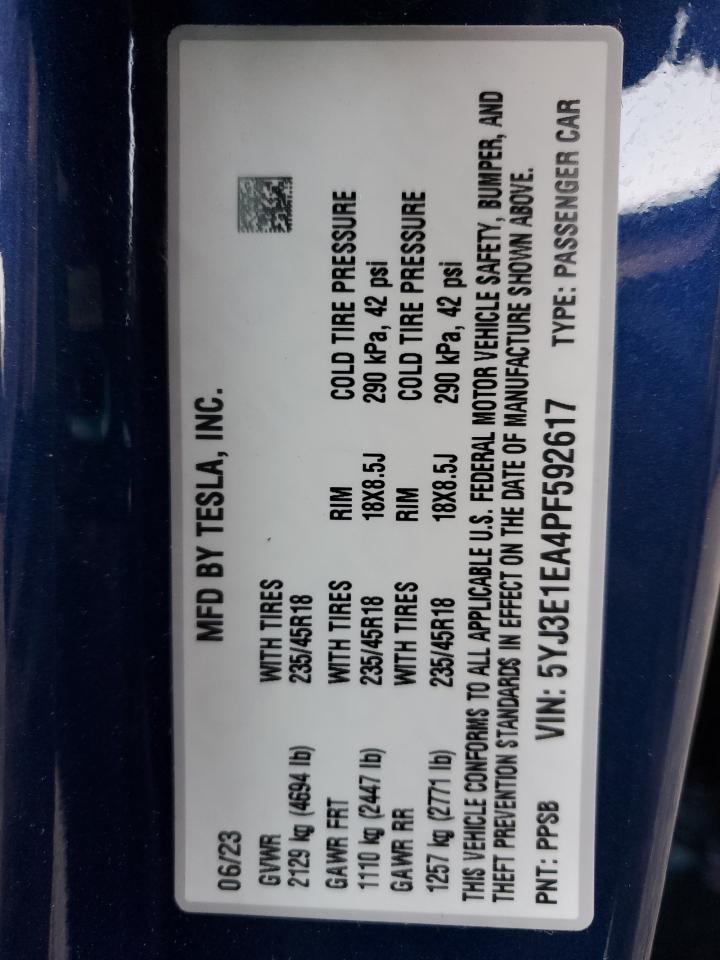 MFD BY TESLA, INC.
06/23
GVWR WITH TIRES
2129 kg (4694 lb) 235/45R18
GAWR FRT WITH TIRES RIM COLD TIRE PRESSURE
1110 kg (2447 lb) 235/45R18 18X8.5J 290 kPa, 42 psi
GAWR RR WITH TIRES RIM COLD TIRE PRESSURE
1257 kg (2771 lb) 235/45R18 18X8.5J 290 kPa, 42 psi
THIS VEHICLE CONFORMS TO ALL APPLICABLE U.S. FEDERAL MOTOR VEHICLE SAFETY, BUMPER, AND
THEFT PREVENTION STANDARDS IN EFFECT ON THE DATE OF MANUFACTURE SHOWN ABOVE.
PNT: PPSB VIN: 5YJ3E1EA4PF592617 TYPE: PASSENGER CAR